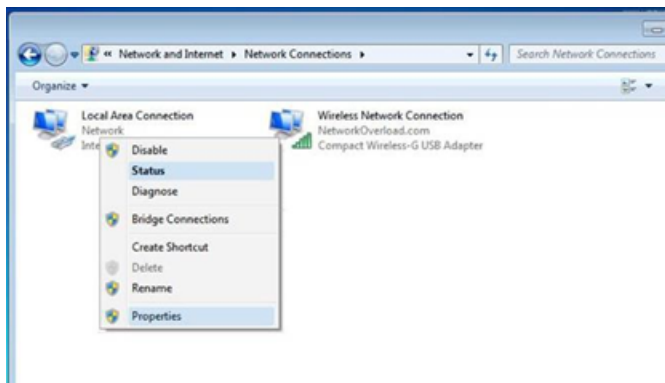 « Network and Internet ▸ Network Connections ▸
Search Network Connections
Organize ▾
Local Area Connection
Network
Inte
Wireless Network Connection
NetworkOverload.com
Compact Wireless-G USB Adapter
Disable
Status
Diagnose
Bridge Connections
Create Shortcut
Delete
Rename
Properties